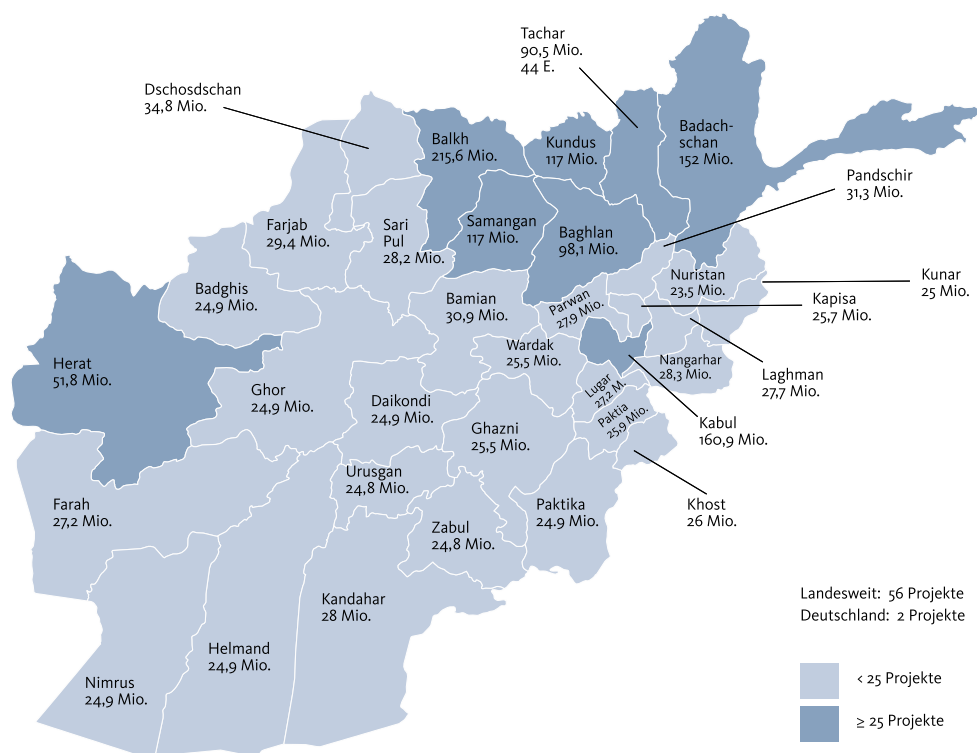 Tachar
90,5 Mio.
44 E.
Dschosdschan
34,8 Mio.
Balkh
215,6 Mio.
Kundus
117 Mio.
Badach-
schan
152 Mio.
Pandschir
31,3 Mio.
Farjab
29,4 Mio.
Sari
Pul
28,2 Mio.
Samangan
117 Mio.
Baghlan
98,1 Mio.
Nuristan
23,5 Mio.
Kunar
25 Mio.
Badghis
24,9 Mio.
Bamian
30,9 Mio.
Parwan
27,9 Mio.
Kapisa
25,7 Mio.
Herat
51,8 Mio.
Wardak
25,5 Mio.
Nangarhar
28,3 Mio.
Laghman
27,7 Mio.
Ghor
24,9 Mio.
Daikondi
24,9 Mio.
Lugar
27,2 M.
Paktia
25,9 Mio.
Kabul
160,9 Mio.
Ghazni
25,5 Mio.
Urusgan
24,8 Mio.
Farah
27,2 Mio.
Zabul
24,8 Mio.
Paktika
24.9 Mio.
Khost
26 Mio.
Kandahar
28 Mio.
Helmand
24,9 Mio.
Nimrus
24,9 Mio.
Landesweit: 56 Projekte
Deutschland: 2 Projekte
< 25 Projekte
≥ 25 Projekte